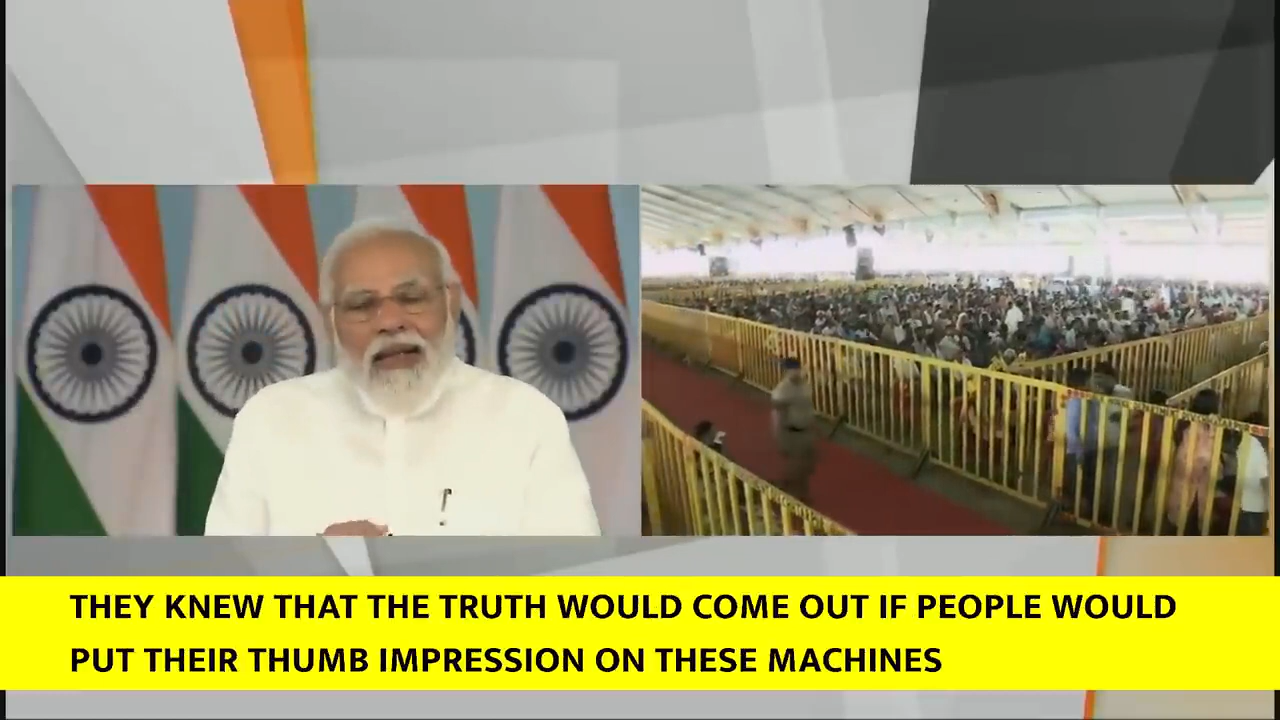 THEY KNEW THAT THE TRUTH WOULD COME OUT IF PEOPLE WOULD
PUT THEIR THUMB IMPRESSION ON THESE MACHINES